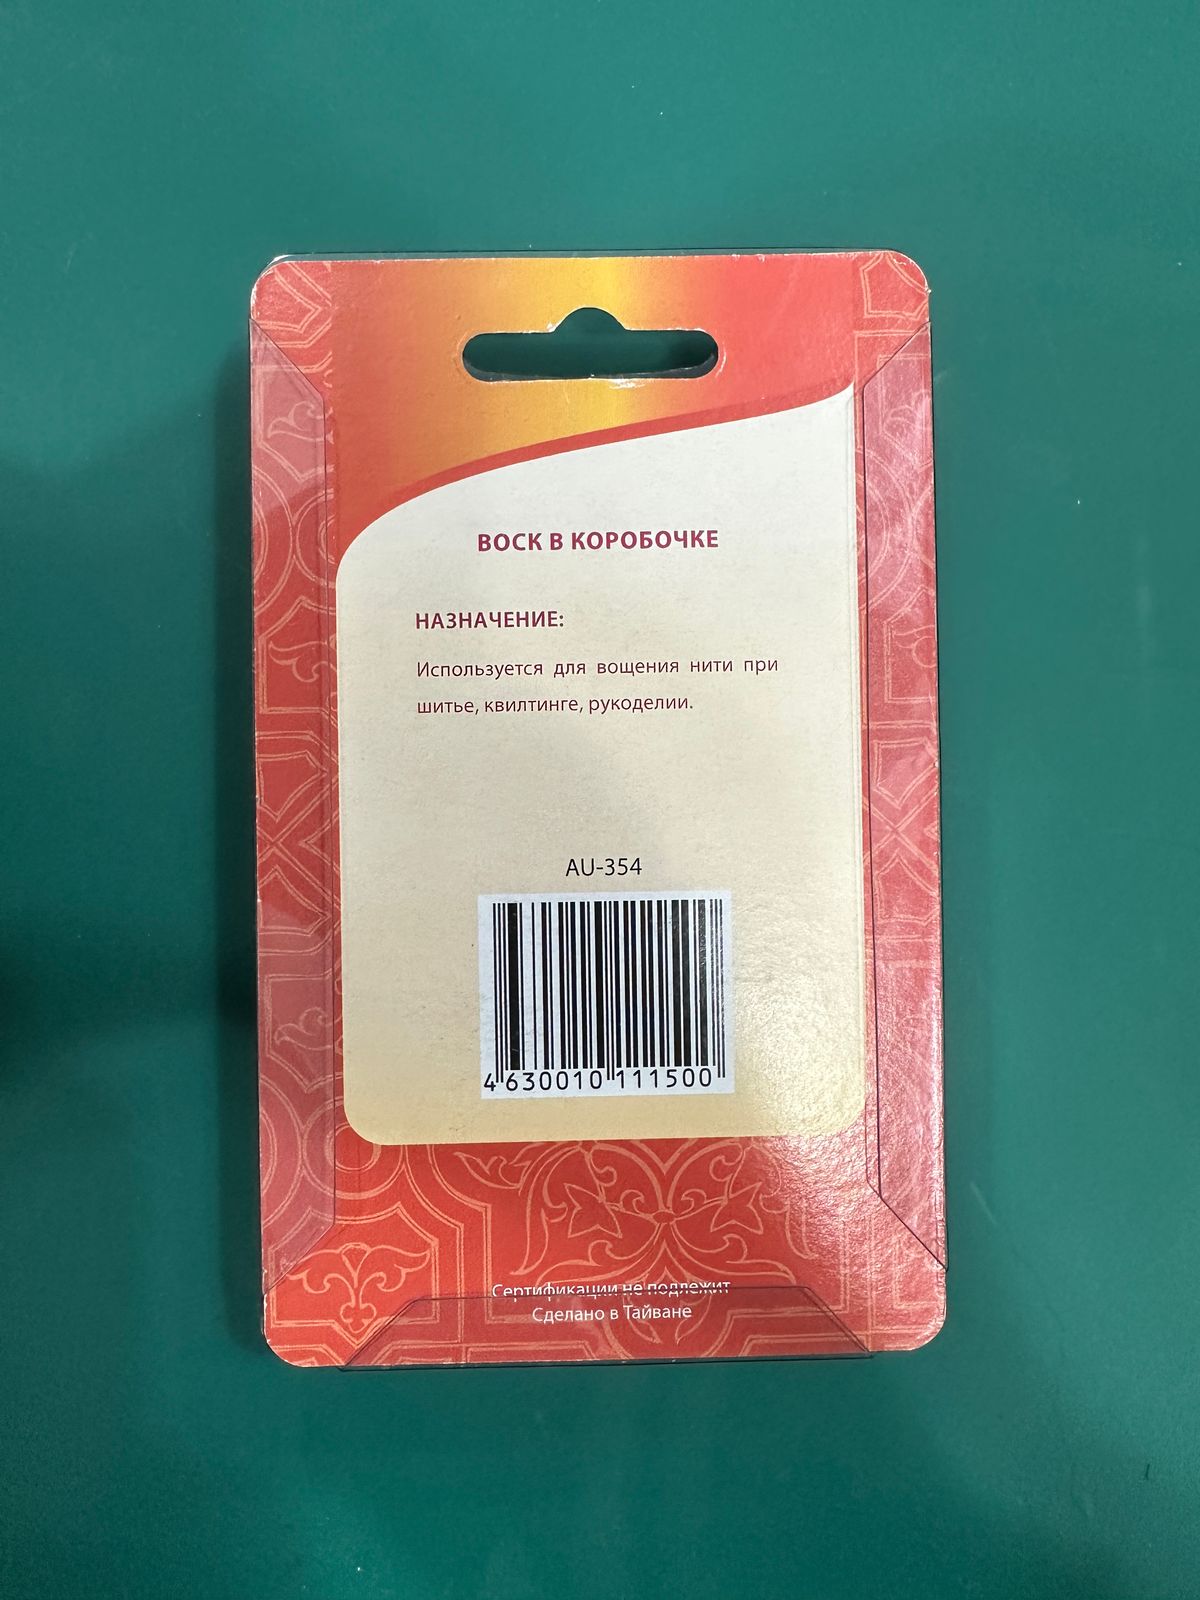 ВОСК В КОРОБОЧКЕ
НАЗНАЧЕНИЕ:
Используется для вощения нити при
шитье, квилтинге, рукоделии.
AU-354
4 630010 111500
Сертификации не подлежит
Сделано в Тайване